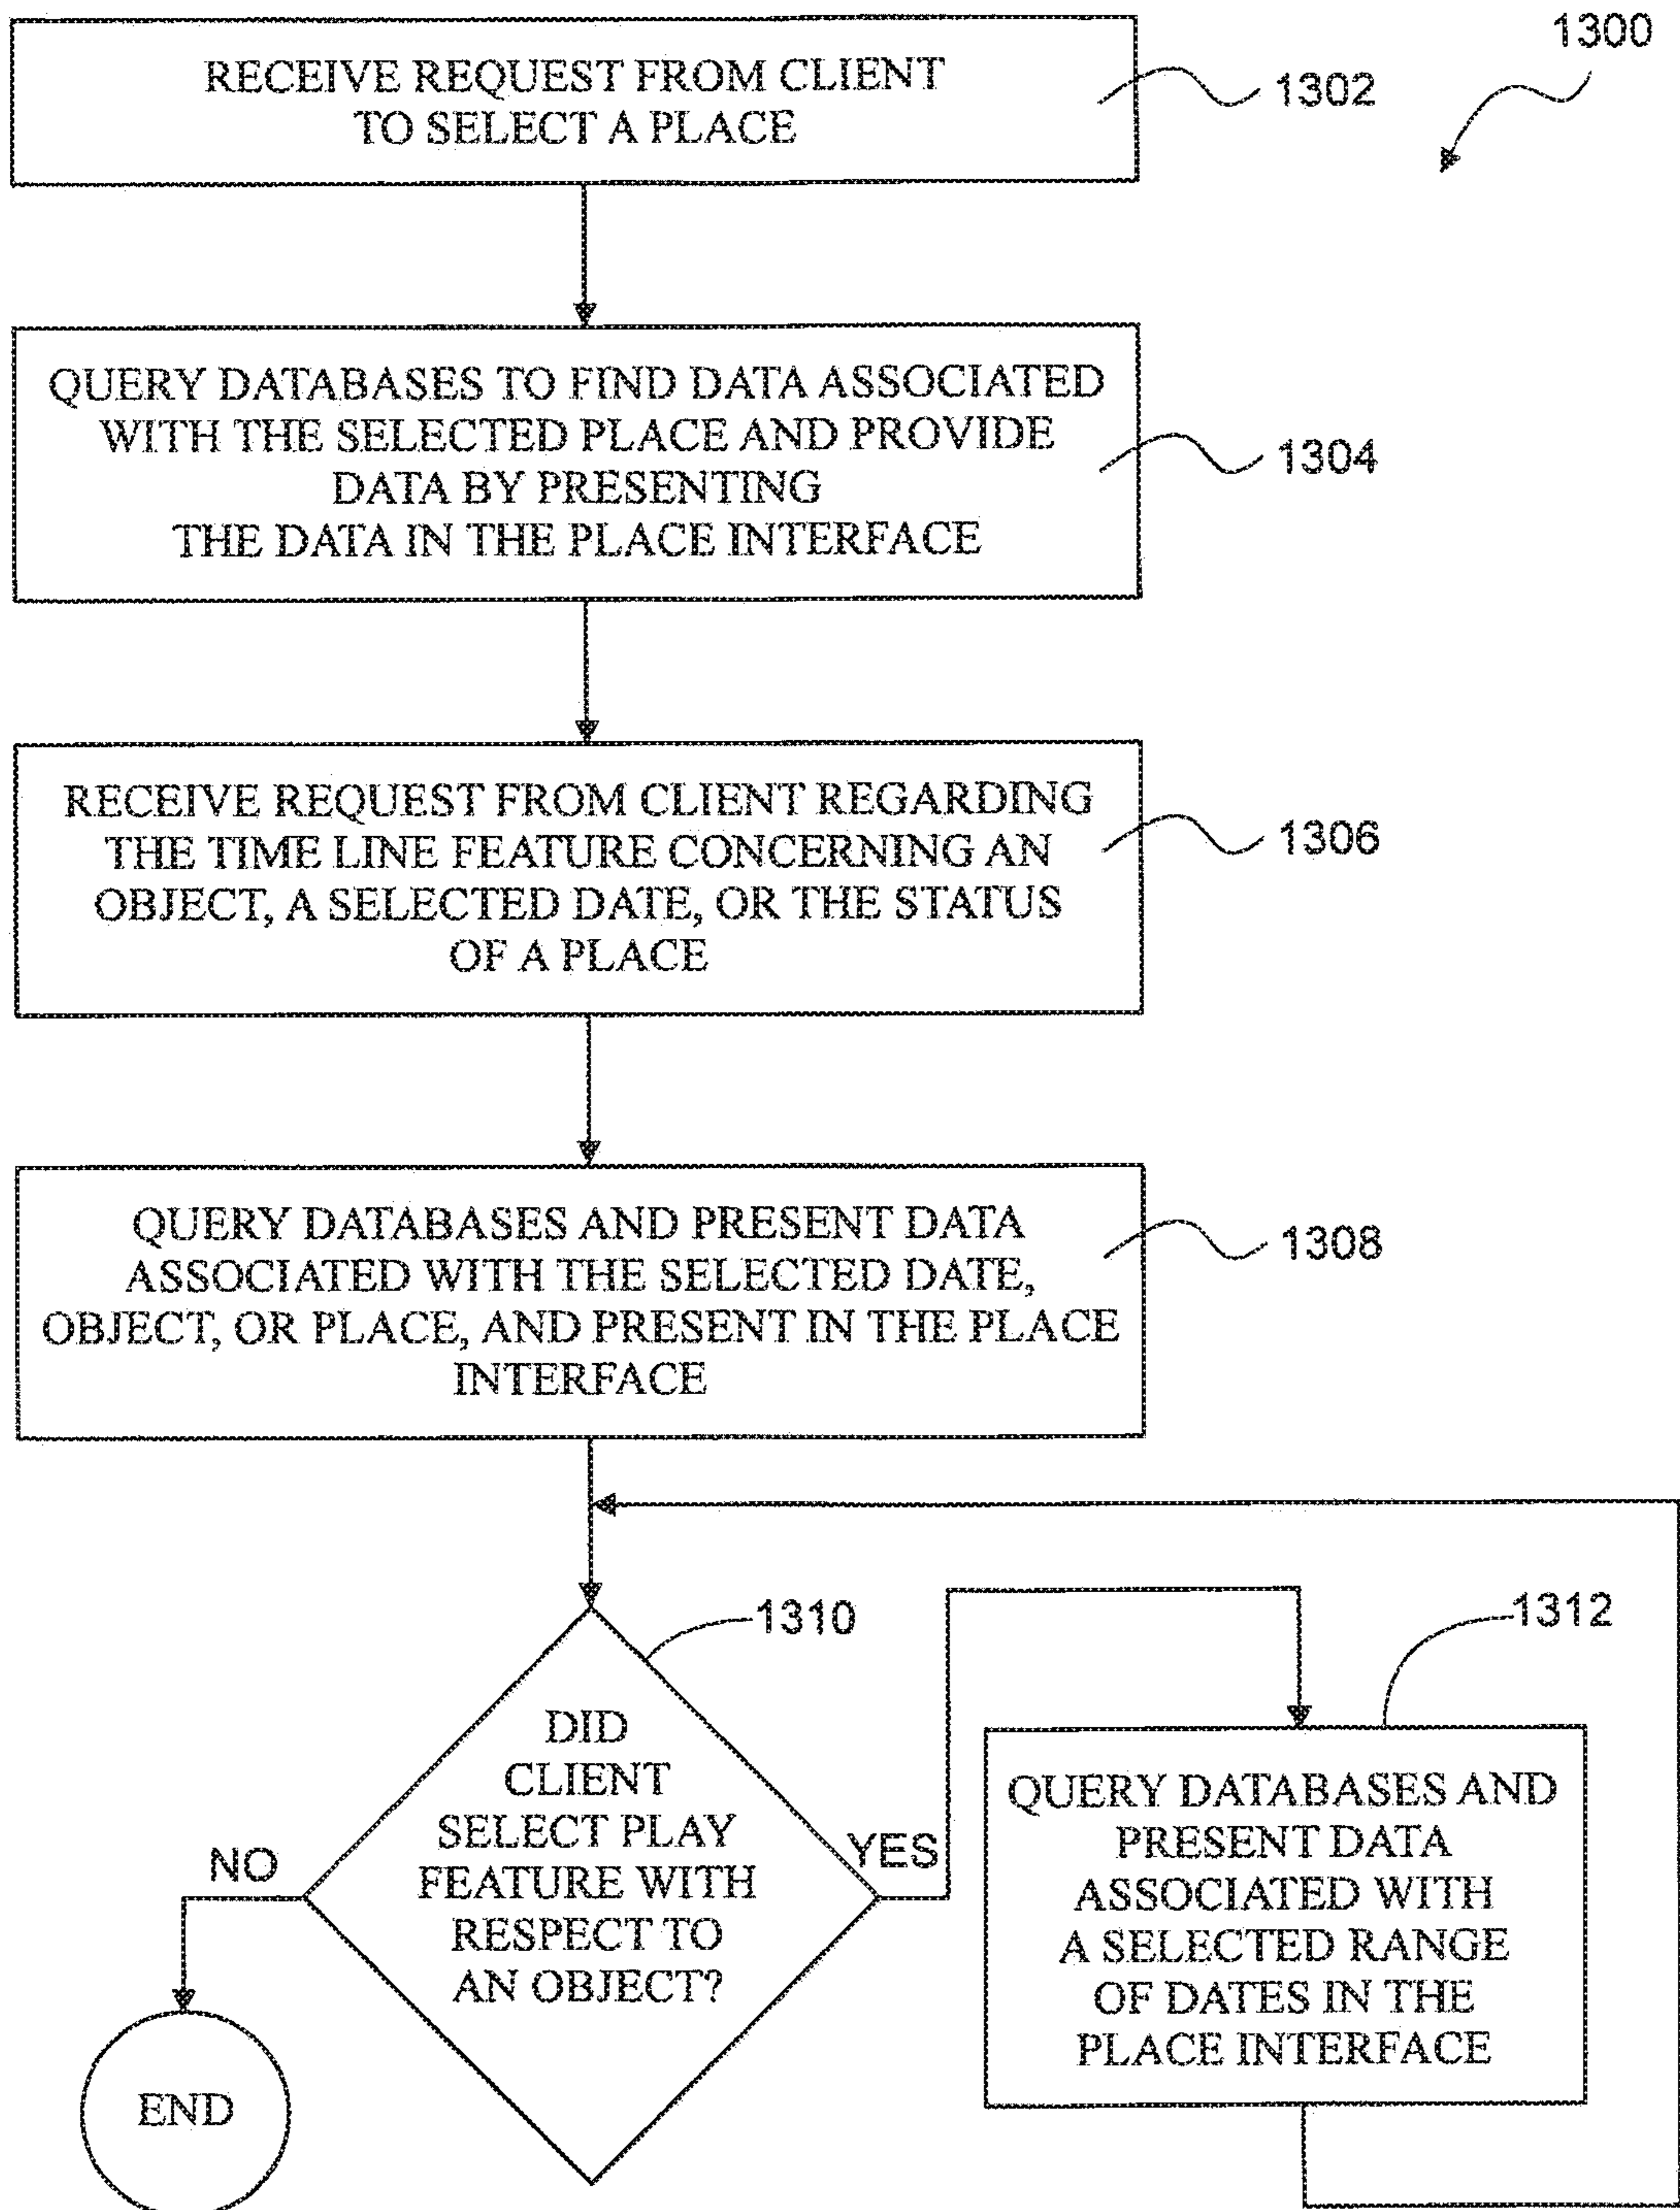 1300
RECEIVE REQUEST FROM CLIENT
TO SELECT A PLACE
1302
QUERY DATABASES TO FIND DATA ASSOCIATED
WITH THE SELECTED PLACE AND PROVIDE
DATA BY PRESENTING
THE DATA IN THE PLACE INTERFACE
1304
RECEIVE REQUEST FROM CLIENT REGARDING
THE TIME LINE FEATURE CONCERNING AN
OBJECT, A SELECTED DATE, OR THE STATUS
OF A PLACE
1306
QUERY DATABASES AND PRESENT DATA
ASSOCIATED WITH THE SELECTED DATE,
OBJECT, OR PLACE, AND PRESENT IN THE PLACE
INTERFACE
1308
1310
DID
CLIENT
SELECT PLAY
FEATURE WITH
RESPECT TO
AN OBJECT?
NO
YES
END
1312
QUERY DATABASES AND
PRESENT DATA
ASSOCIATED WITH
A SELECTED RANGE
OF DATES IN THE
PLACE INTERFACE